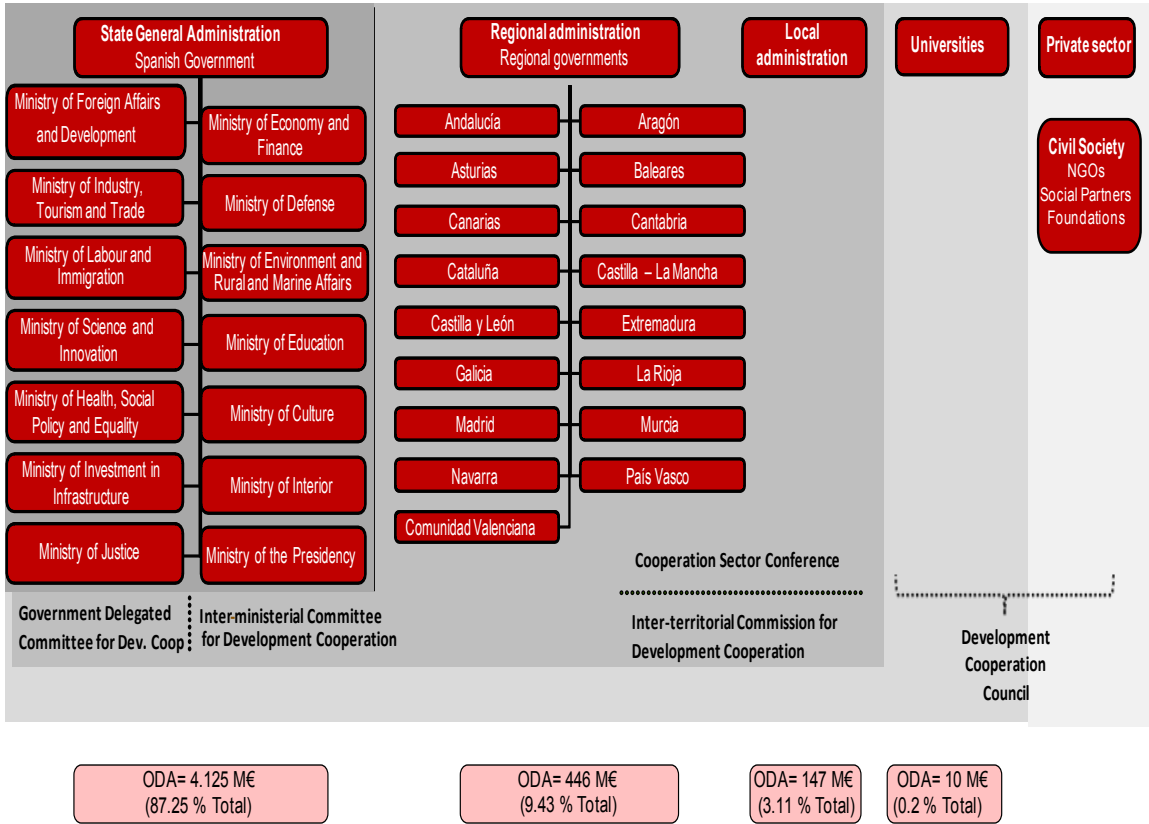 State General Administration
Spanish Government
Ministry of Foreign Affairs
and Development
Ministry of Economy and
Finance
Ministry of Industry,
Tourism and Trade
Ministry of Defense
Ministry of Labour and
Immigration
Ministry of Environment and
Rural and Marine Affairs
Ministry of Science and
Innovation
Ministry of Education
Ministry of Health, Social
Policy and Equality
Ministry of Culture
Ministry of Investment in
Infrastructure
Ministry of Interior
Ministry of Justice
Ministry of the Presidency
Government Delegated
Committee for Dev. Coop
Inter-ministerial Committee
for Development Cooperation
Regional administration
Regional governments
Andalucía
Aragón
Asturias
Baleares
Canarias
Cantabria
Cataluña
Castilla – La Mancha
Castilla y León
Extremadura
Galicia
La Rioja
Madrid
Murcia
Navarra
País Vasco
Comunidad Valenciana
Local
administration
Cooperation Sector Conference
Inter-territorial Commission for
Development Cooperation
Universities
Private sector
Civil Society
NGOs
Social Partners
Foundations
Development
Cooperation
Council
ODA= 4.125 M€
(87.25 % Total)
ODA= 446 M€
(9.43 % Total)
ODA= 147 M€
(3.11 % Total)
ODA= 10 M€
(0.2 % Total)